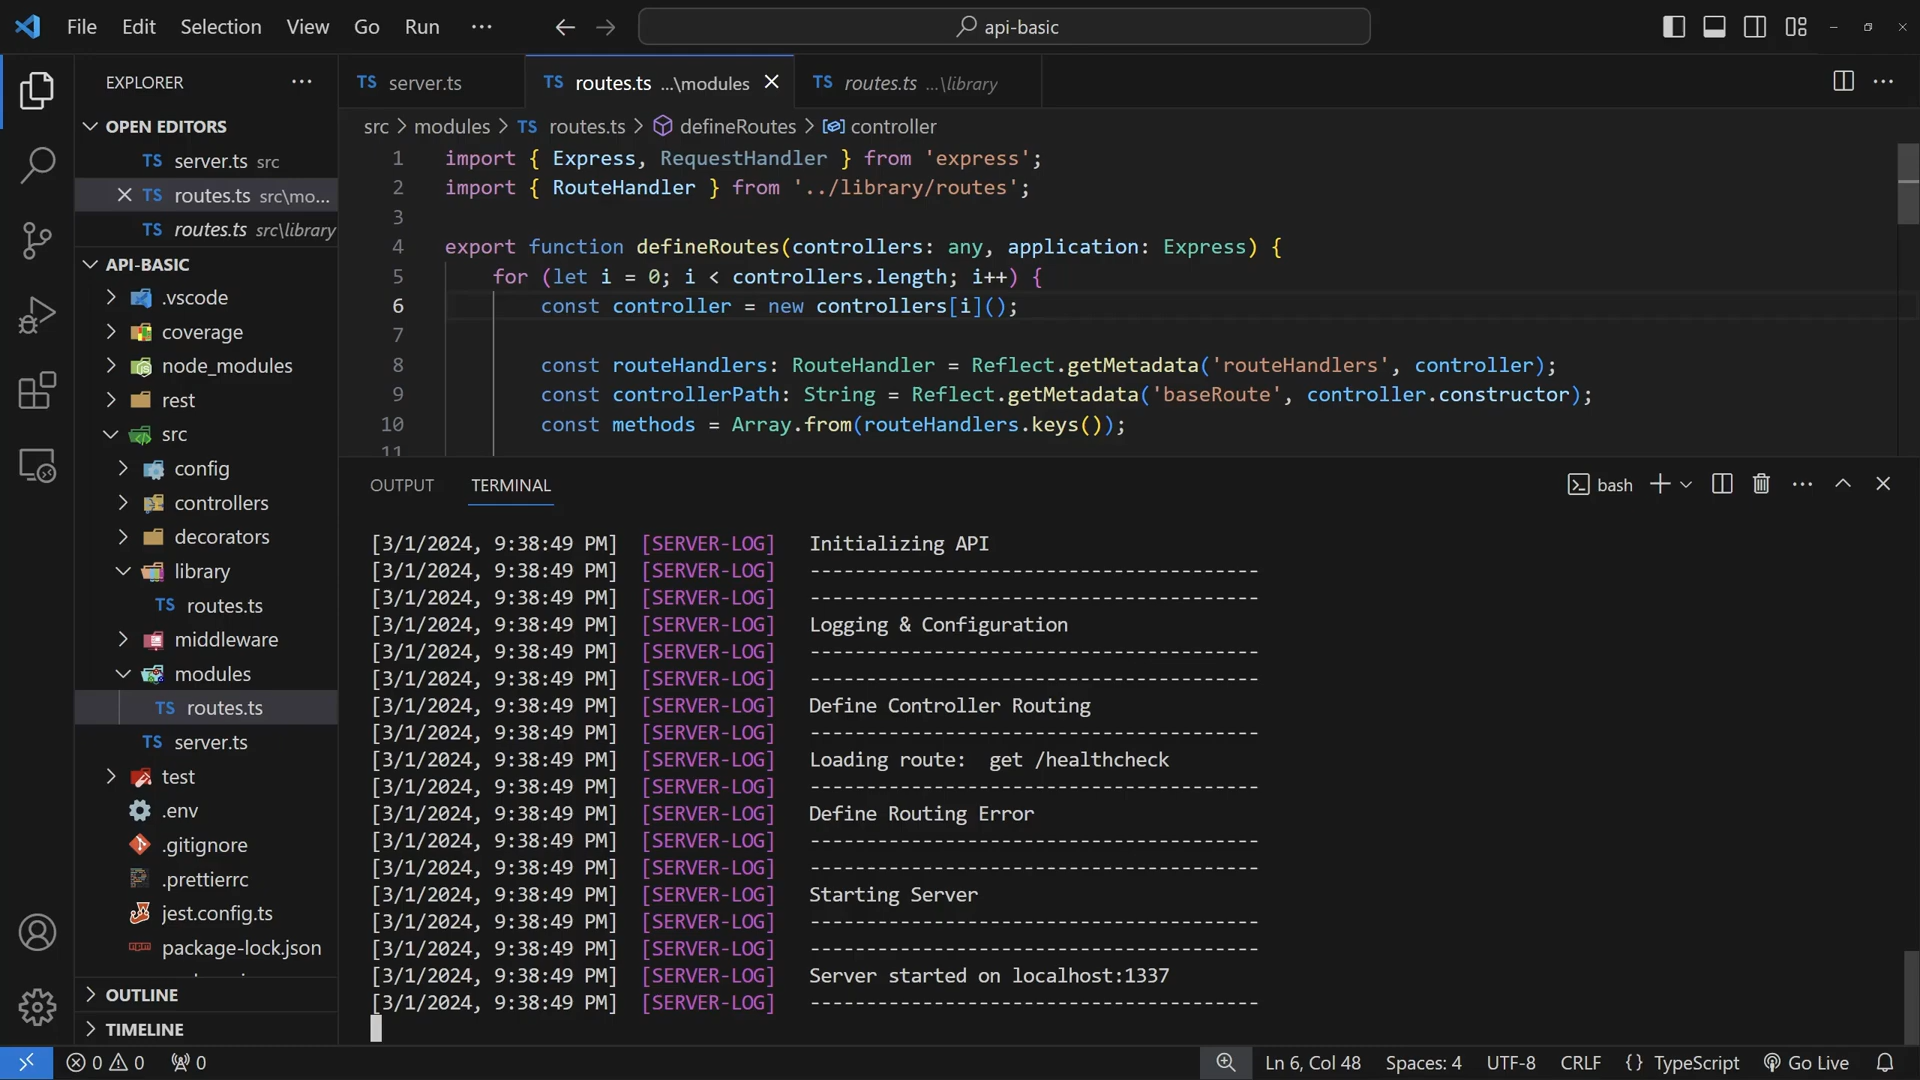 File Edit Selection View Go Run ···
api-basic
EXPLORER
OPEN EDITORS
TS server.ts src
TS routes.ts src\mo...
TS routes.ts src\library
API-BASIC
.vscode
coverage
node_modules
rest
src
config
controllers
decorators
library
TS routes.ts
middleware
modules
TS routes.ts
TS server.ts
test
.env
.gitignore
.prettierrc
jest.config.ts
package-lock.json
OUTLINE
TIMELINE
TS server.ts
TS routes.ts ...\modules
TS routes.ts ...\library
src > modules > TS routes.ts > defineRoutes > controller
1 import { Express, RequestHandler } from 'express';
2 import { RouteHandler } from '../library/routes';
3
4 export function defineRoutes(controllers: any, application: Express) {
5 for (let i = 0; i < controllers.length; i++) {
6 const controller = new controllers[i]();
7
8 const routeHandlers: RouteHandler = Reflect.getMetadata('routeHandlers', controller);
9 const controllerPath: String = Reflect.getMetadata('baseRoute', controller.constructor);
10 const methods = Array.from(routeHandlers.keys());
11
OUTPUT TERMINAL
bash
[3/1/2024, 9:38:49 PM] [SERVER-LOG] Initializing API
[3/1/2024, 9:38:49 PM] [SERVER-LOG] ----------------------------------------
[3/1/2024, 9:38:49 PM] [SERVER-LOG] ----------------------------------------
[3/1/2024, 9:38:49 PM] [SERVER-LOG] Logging & Configuration
[3/1/2024, 9:38:49 PM] [SERVER-LOG] ----------------------------------------
[3/1/2024, 9:38:49 PM] [SERVER-LOG] ----------------------------------------
[3/1/2024, 9:38:49 PM] [SERVER-LOG] Define Controller Routing
[3/1/2024, 9:38:49 PM] [SERVER-LOG] ----------------------------------------
[3/1/2024, 9:38:49 PM] [SERVER-LOG] Loading route:  get /healthcheck
[3/1/2024, 9:38:49 PM] [SERVER-LOG] ----------------------------------------
[3/1/2024, 9:38:49 PM] [SERVER-LOG] Define Routing Error
[3/1/2024, 9:38:49 PM] [SERVER-LOG] ----------------------------------------
[3/1/2024, 9:38:49 PM] [SERVER-LOG] ----------------------------------------
[3/1/2024, 9:38:49 PM] [SERVER-LOG] Starting Server
[3/1/2024, 9:38:49 PM] [SERVER-LOG] ----------------------------------------
[3/1/2024, 9:38:49 PM] [SERVER-LOG] ----------------------------------------
[3/1/2024, 9:38:49 PM] [SERVER-LOG] Server started on localhost:1337
[3/1/2024, 9:38:49 PM] [SERVER-LOG] ----------------------------------------
0 0 0 Ln 6, Col 48 Spaces: 4 UTF-8 CRLF {} TypeScript Go Live